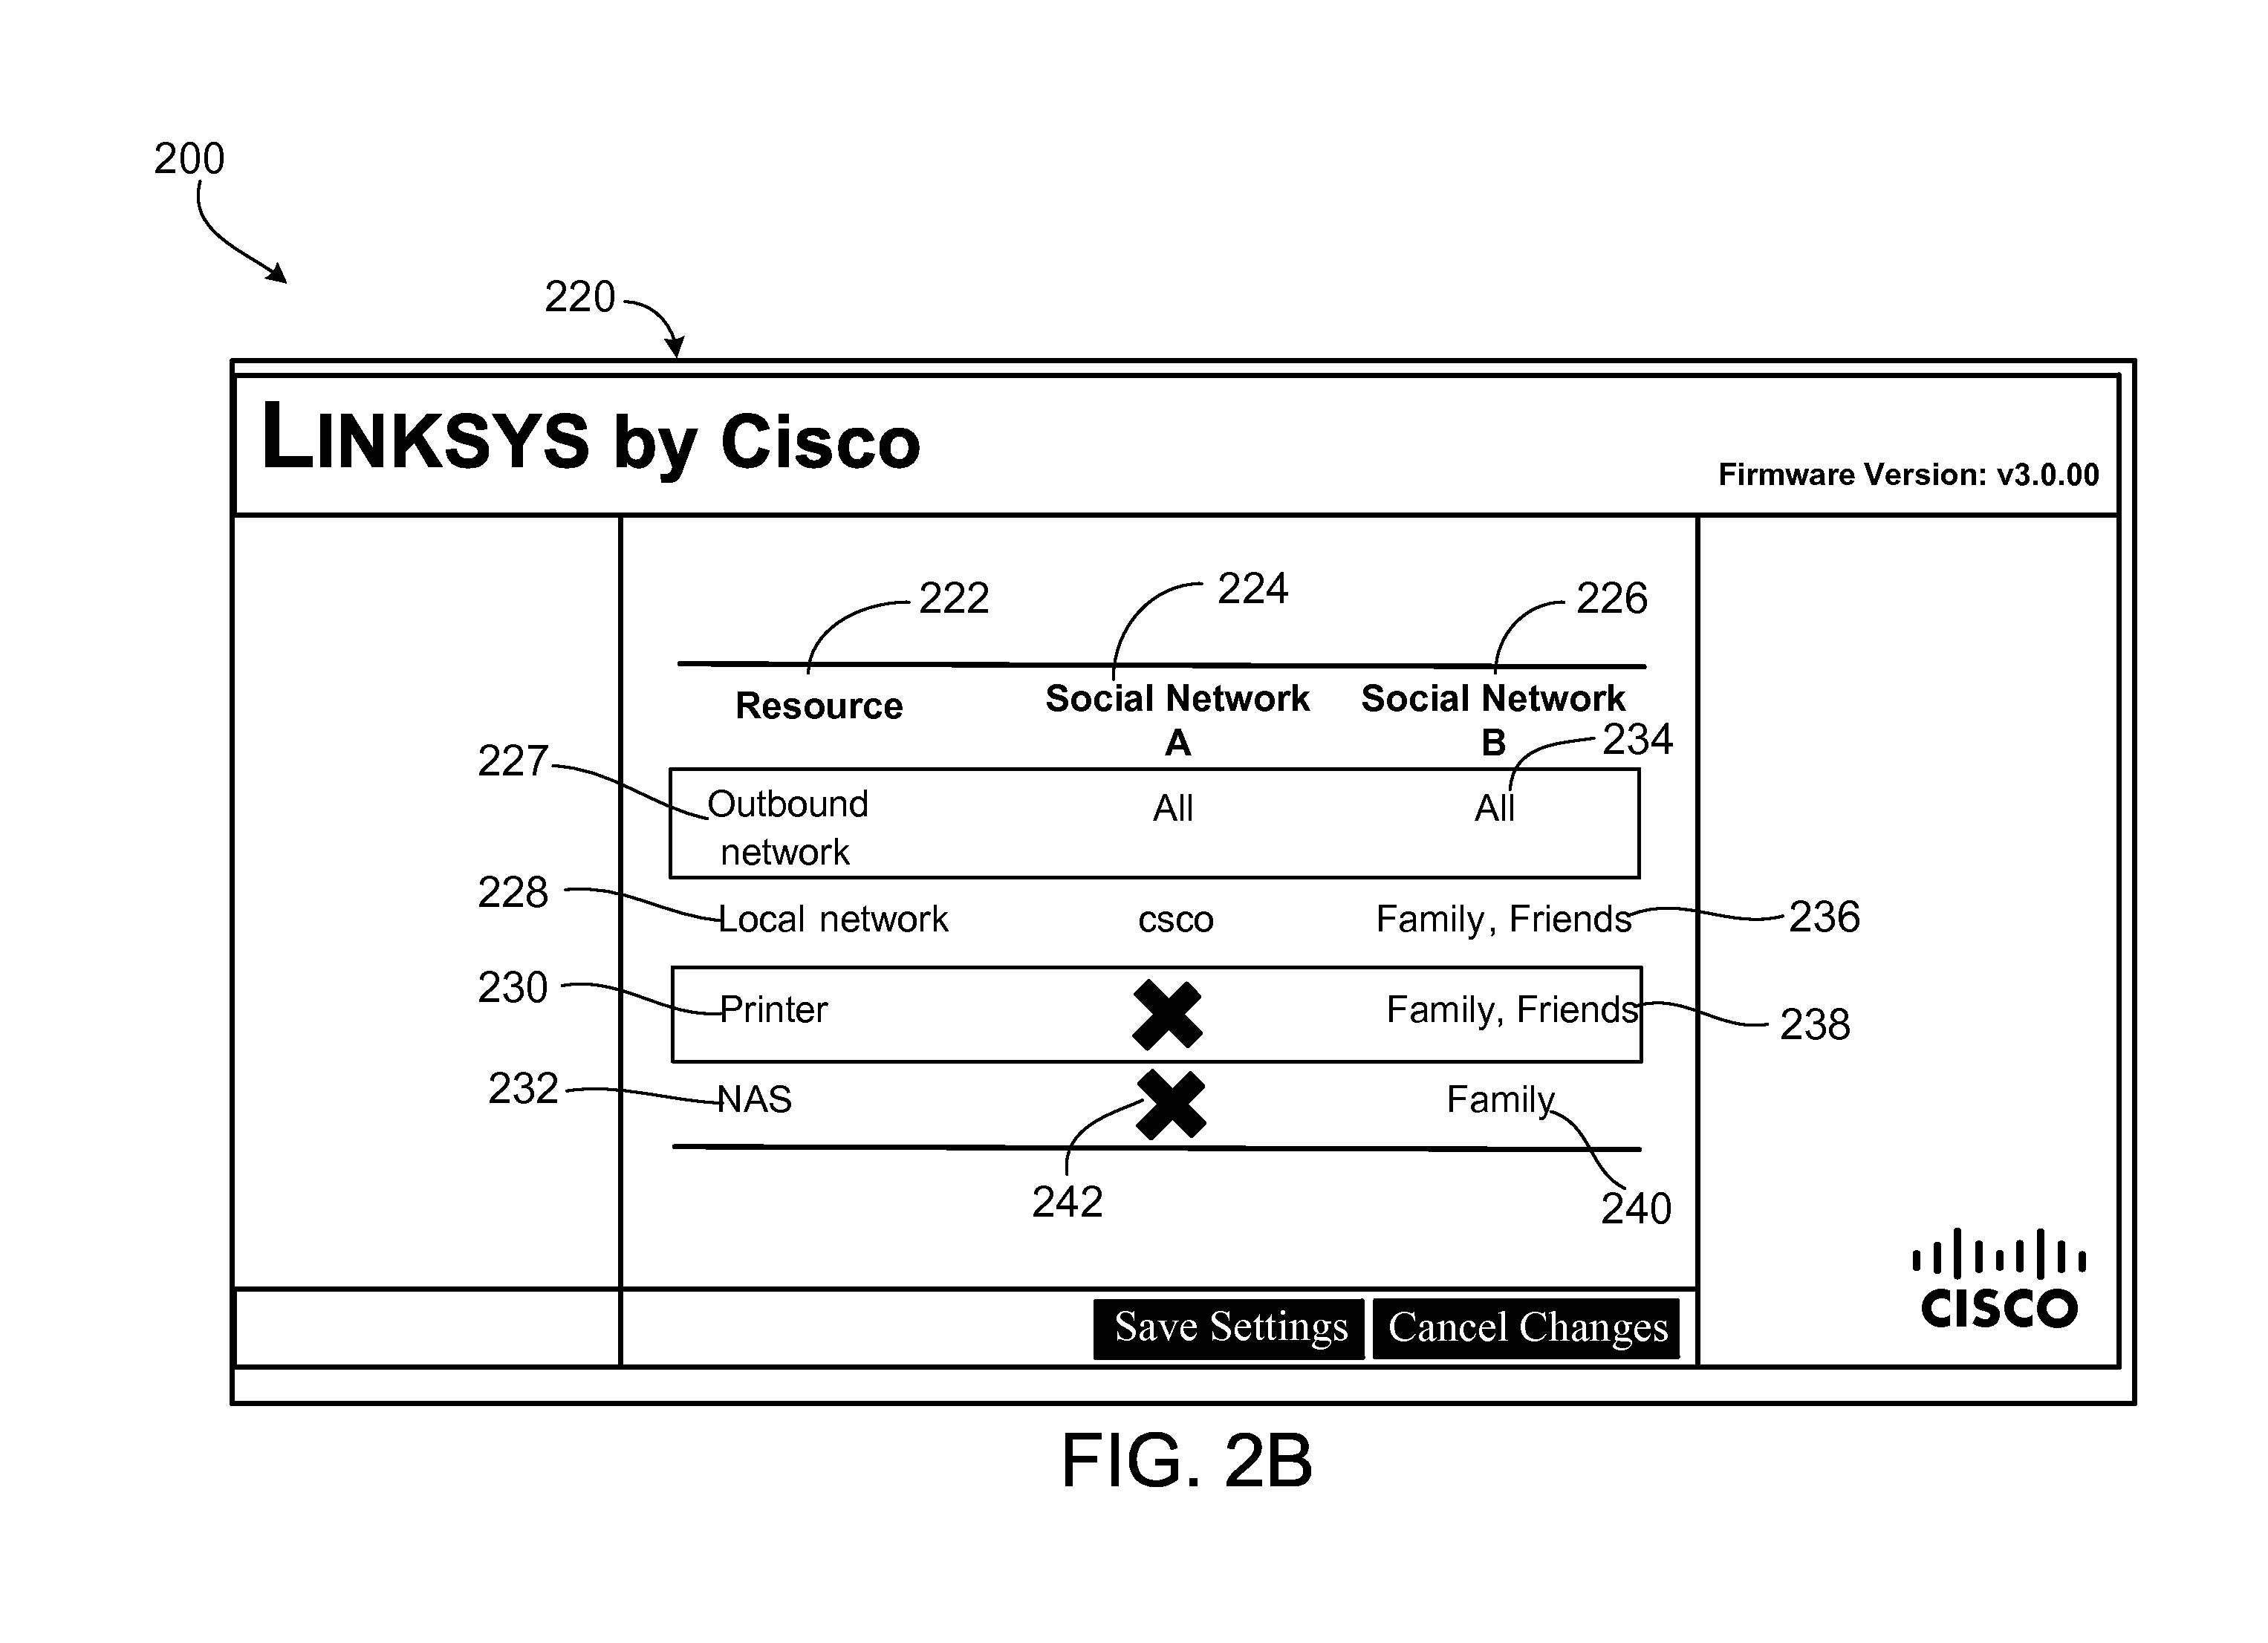 200
220
LINKSYS by Cisco
Firmware Version: v3.0.00
222
224
226
Resource
Social Network
A
Social Network
B
234
227
Outbound
network
All
All
228
Local network
csco
Family, Friends
236
230
Printer
Family, Friends
238
232
NAS
Family
242
240
CISCO
Save Settings
Cancel Changes
FIG. 2B